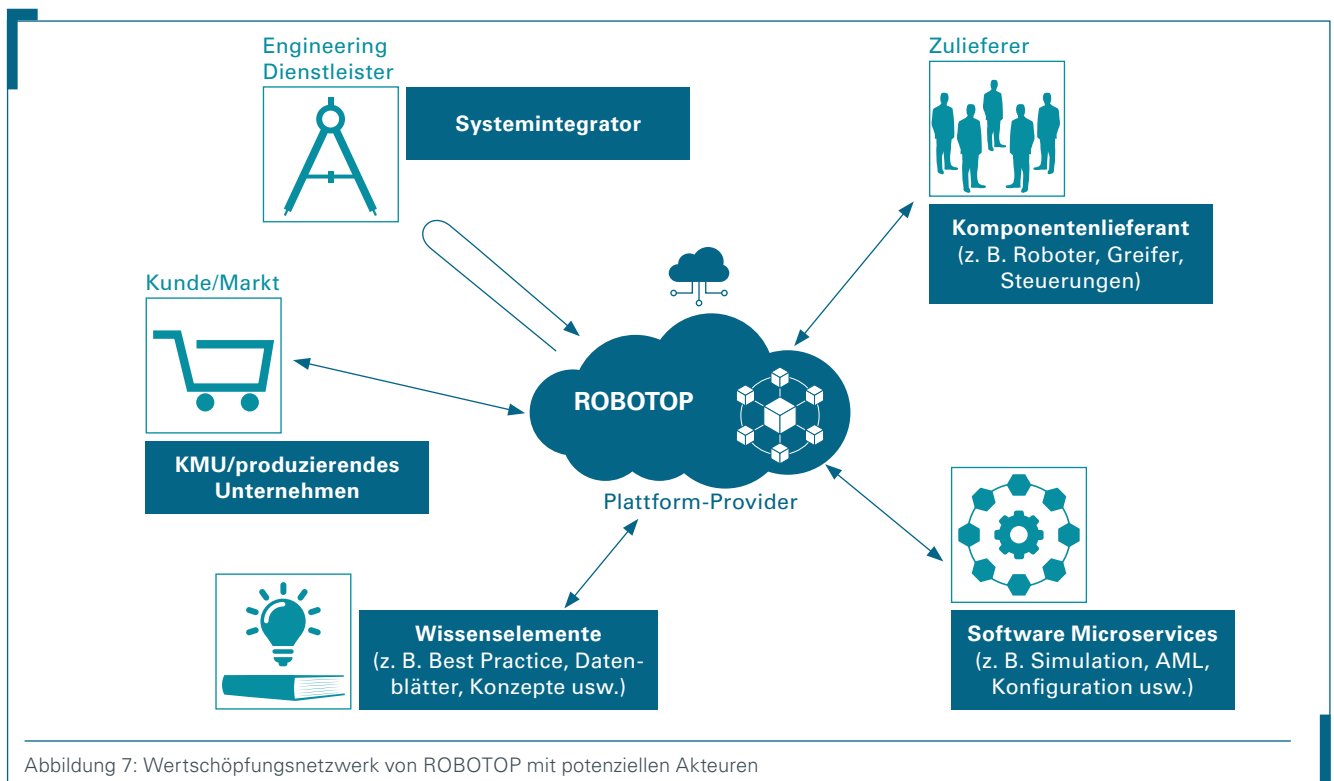 Engineering
Dienstleister
Systemintegrator
Zulieferer
Komponentenlieferant
(z. B. Roboter, Greifer,
Steuerungen)
Kunde/Markt
KMU/produzierendes
Unternehmen
ROBOTOP
Plattform-Provider
Wissenselemente
(z. B. Best Practice, Daten-
blätter, Konzepte usw.)
Software Microservices
(z. B. Simulation, AML,
Konfiguration usw.)
Abbildung 7: Wertschöpfungsnetzwerk von ROBOTOP mit potenziellen Akteuren